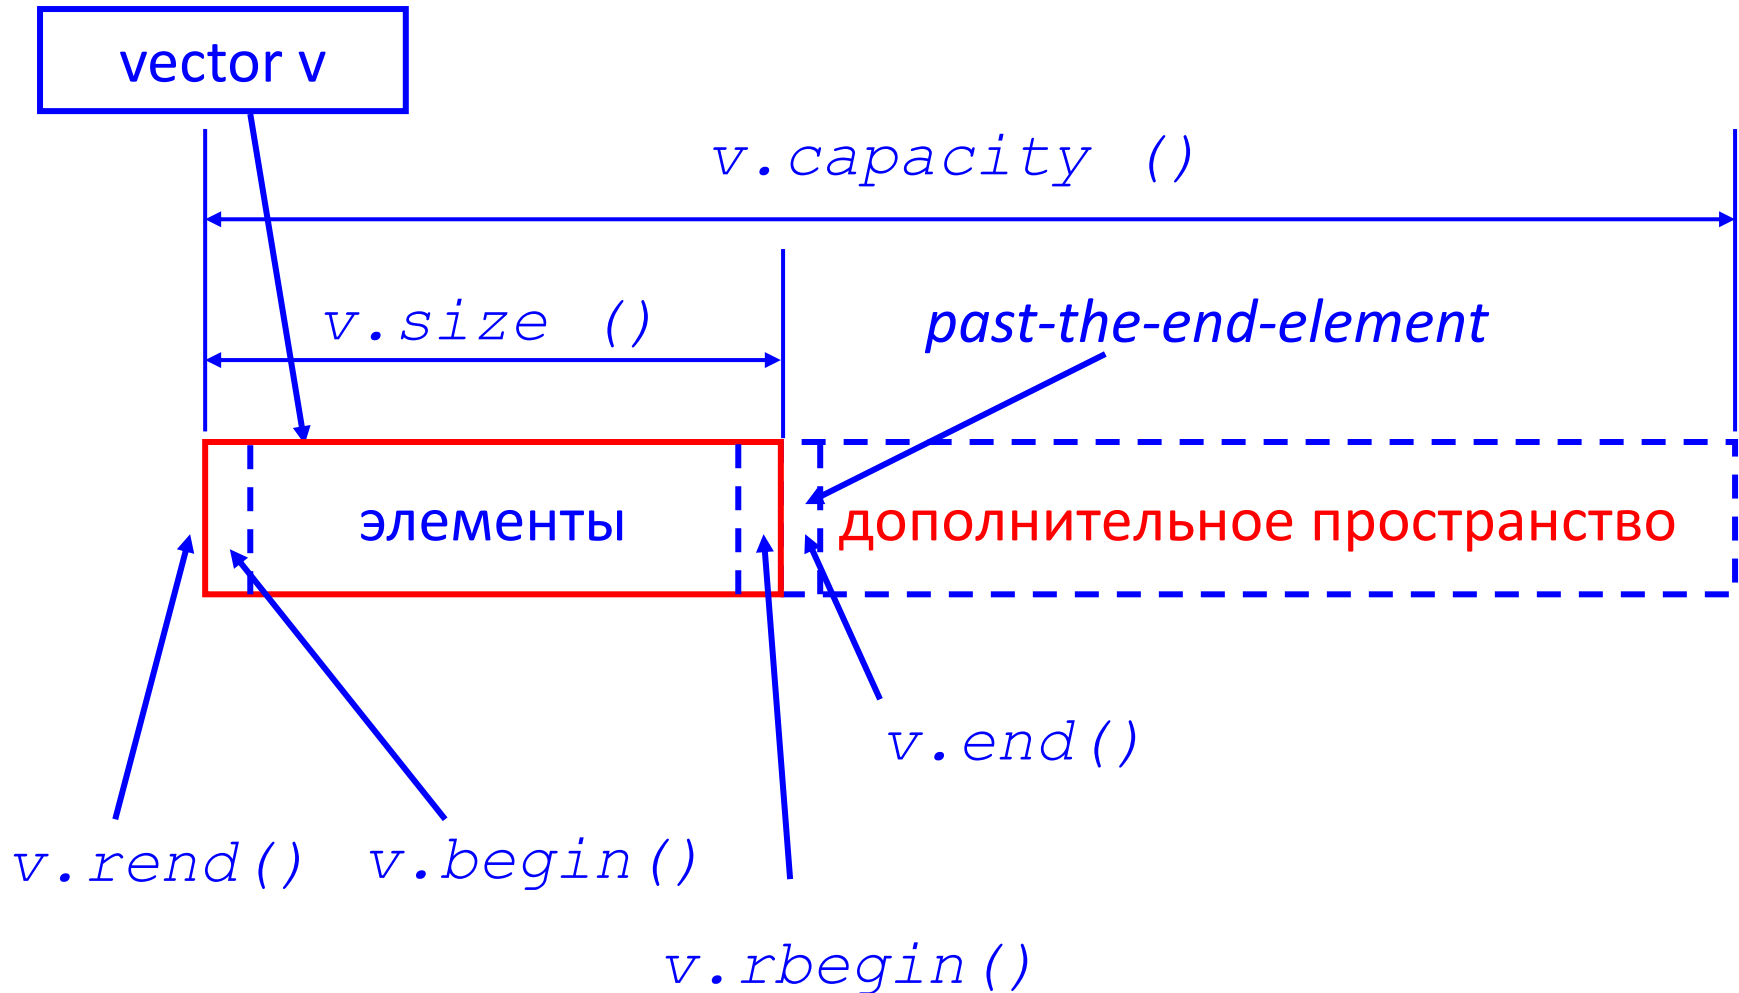 vector v
v.capacity ()
v.size ()
past-the-end-element
элементы
дополнительное пространство
v.end()
v.rend()
v.begin()
v.rbegin()